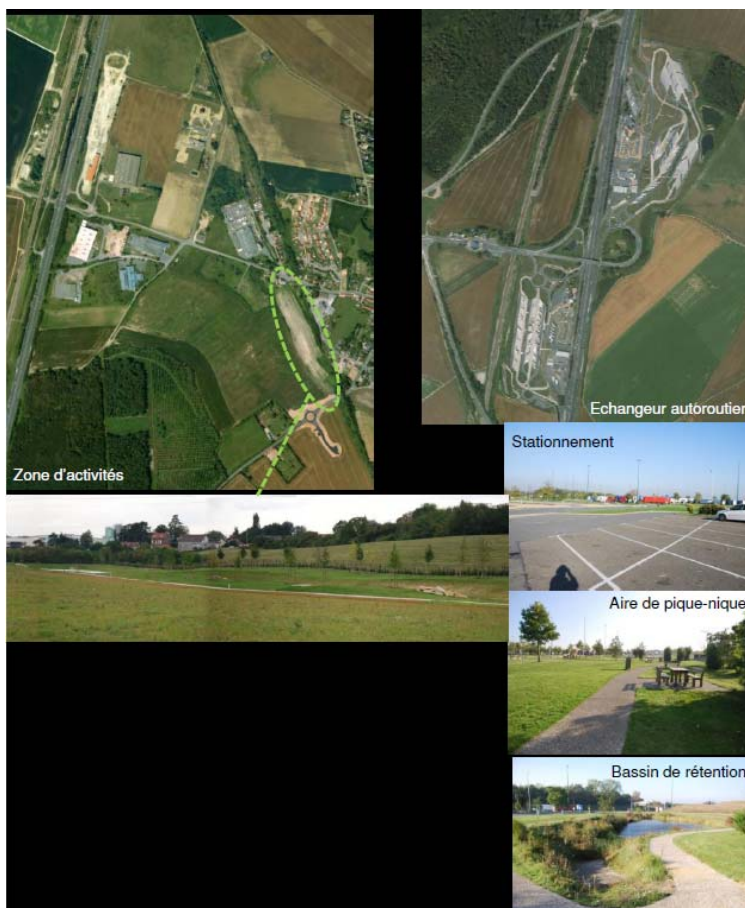 Echangeur autoroutier
Stationnement
Zone d'activités
Aire de pique-nique
Bassin de rétention